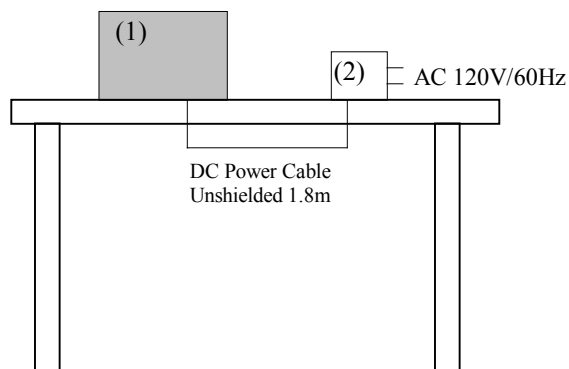 (1)
(2)
AC 120V/60Hz
DC Power Cable
Unshielded 1.8m